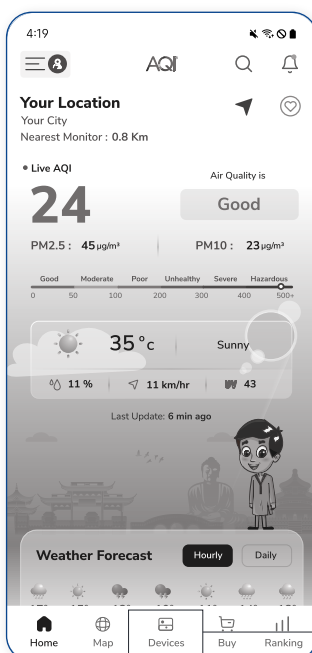 4:19
AQI
Your Location
Your City
Nearest Monitor : 0.8 Km
Live AQI
24
Air Quality is
Good
PM2.5 : 45 µg/m³ PM10 : 23 µg/m³
Good Moderate Poor Unhealthy Severe Hazardous
0 50 100 200 300 400 500+
35 °c Sunny
11 % 11 km/hr UV 43
Last Update: 6 min ago
Weather Forecast Hourly Daily
Home Map Devices Buy Ranking